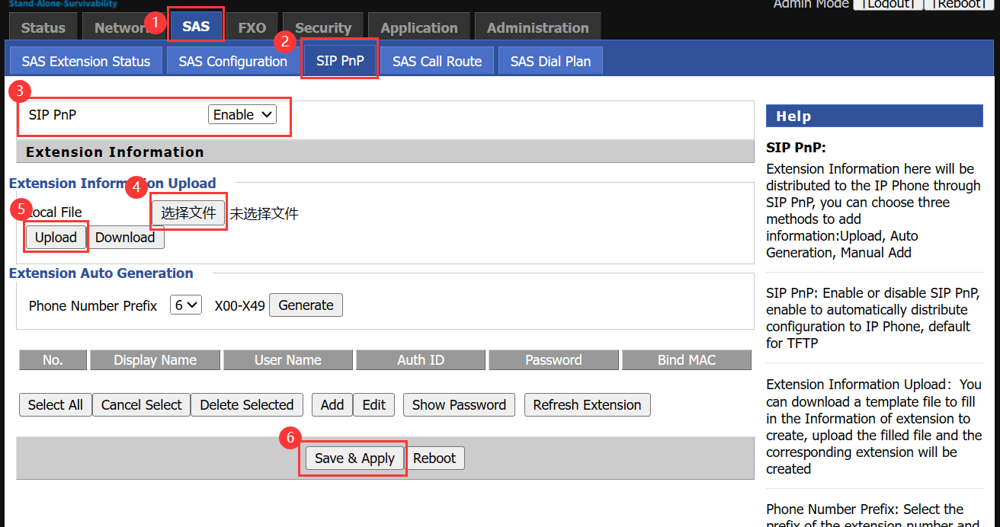 Stand-Alone-Survivability
Admin Mode [Logout] [Reboot]
Status Network 1 SAS FXO Security Application Administration
2
SAS Extension Status SAS Configuration SIP PnP SAS Call Route SAS Dial Plan
3
SIP PnP Enable
Extension Information
Extension Information Upload
4
5 Local File 选择文件 未选择文件
Upload Download
Extension Auto Generation
Phone Number Prefix 6 X00-X49 Generate
No. Display Name User Name Auth ID Password Bind MAC
Select All Cancel Select Delete Selected Add Edit Show Password Refresh Extension
6
Save & Apply Reboot
Help
SIP PnP:
Extension Information here will be
distributed to the IP Phone through
SIP PnP, you can choose three
methods to add
information:Upload, Auto
Generation, Manual Add
SIP PnP: Enable or disable SIP PnP,
enable to automatically distribute
configuration to IP Phone, default
for TFTP
Extension Information Upload：You
can download a template file to fill
in the Information of extension to
create, upload the filled file and the
corresponding extension will be
created
Phone Number Prefix: Select the
prefix of the extension number and